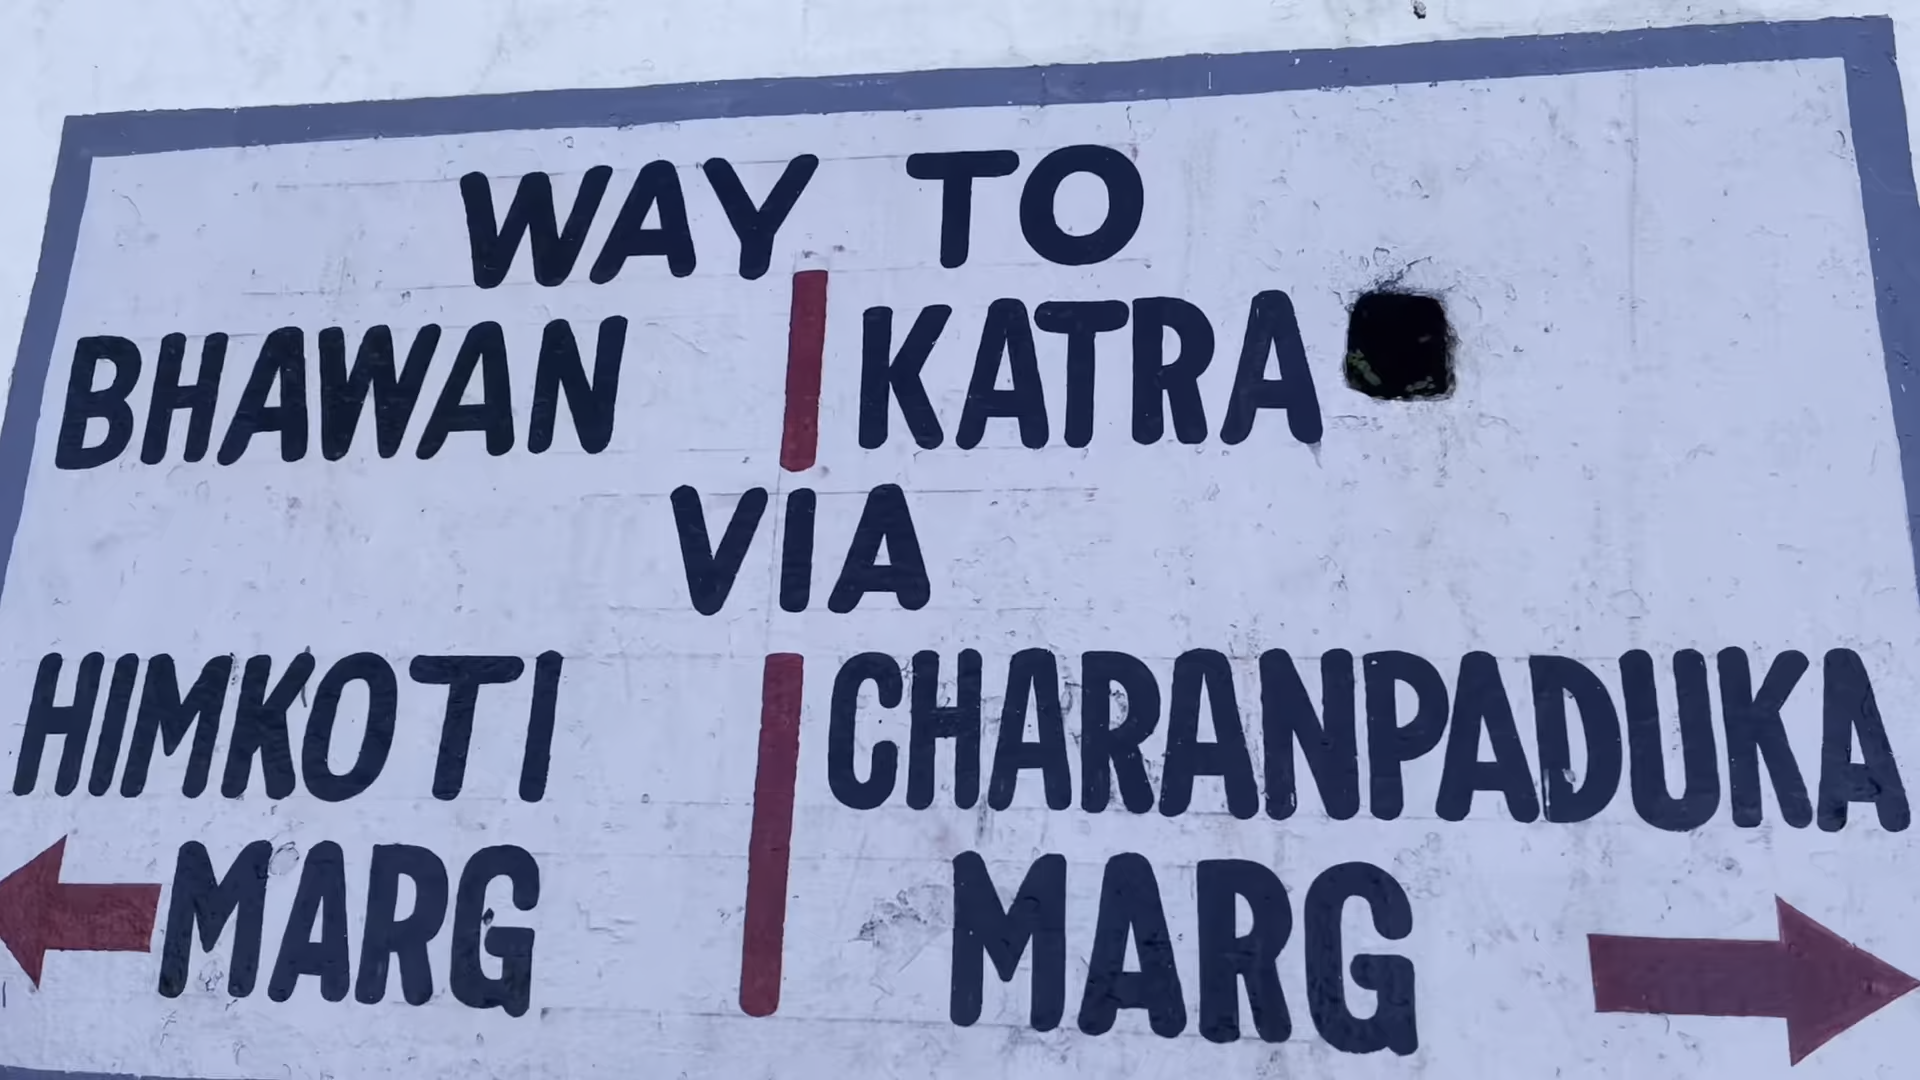 WAY TO
BHAWAN | KATRA
VIA
HIMKOTI | CHARANPADUKA
MARG | MARG